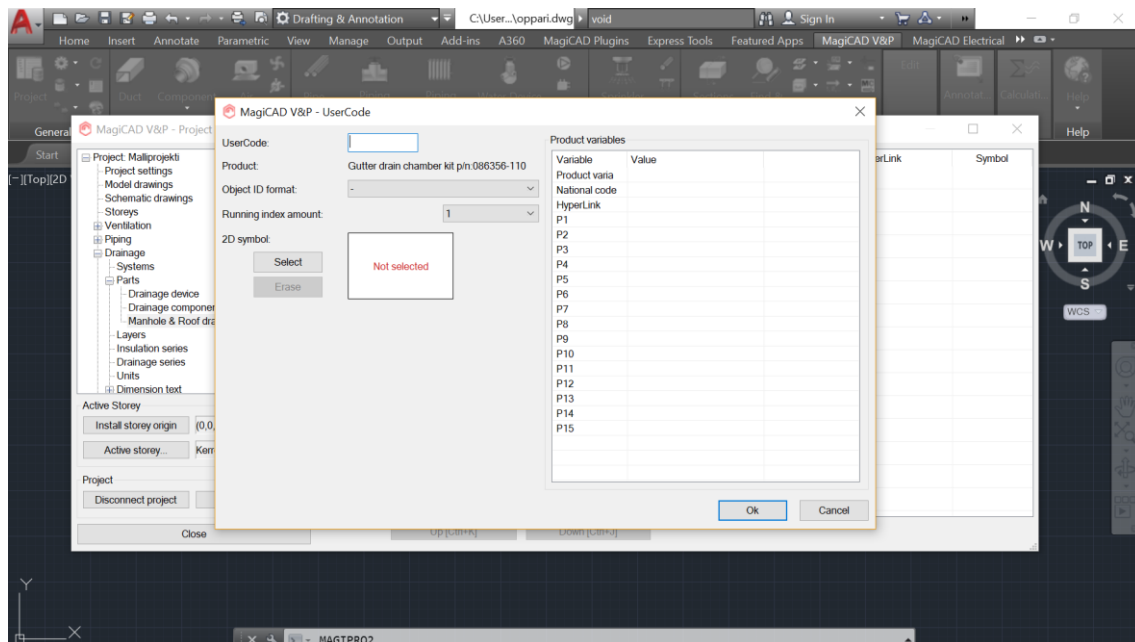 Drafting & Annotation C:\User...\oppari.dwg void Sign In
Home Insert Annotate Parametric View Manage Output Add-ins A360 MagiCAD Plugins Express Tools Featured Apps MagiCAD V&P MagiCAD Electrical
Project Duct Component Edit Annotat... Calculati... Help
General Help
Start
[−][Top][2D
MagiCAD V&P - Project
Project: Malliprojekti
Project settings
Model drawings
Schematic drawings
Storeys
Ventilation
Piping
Drainage
Systems
Parts
Drainage device
Drainage componen
Manhole & Roof dra
Layers
Insulation series
Drainage series
Units
Dimension text
Active Storey
Install storey origin (0,0,
Active storey... Kerr
Project
Disconnect project
Close Up [Ctrl+K] Down [Ctrl+J]
erLink Symbol
MagiCAD V&P - UserCode
UserCode:
Product: Gutter drain chamber kit p/n:086356-110
Object ID format: -
Running index amount: 1
2D symbol:
Select
Erase
Not selected
Product variables
Variable Value
Product varia
National code
HyperLink
P1
P2
P3
P4
P5
P6
P7
P8
P9
P10
P11
P12
P13
P14
P15
Ok Cancel
N
W TOP E
S
WCS
Y
X
MAGIPRO2